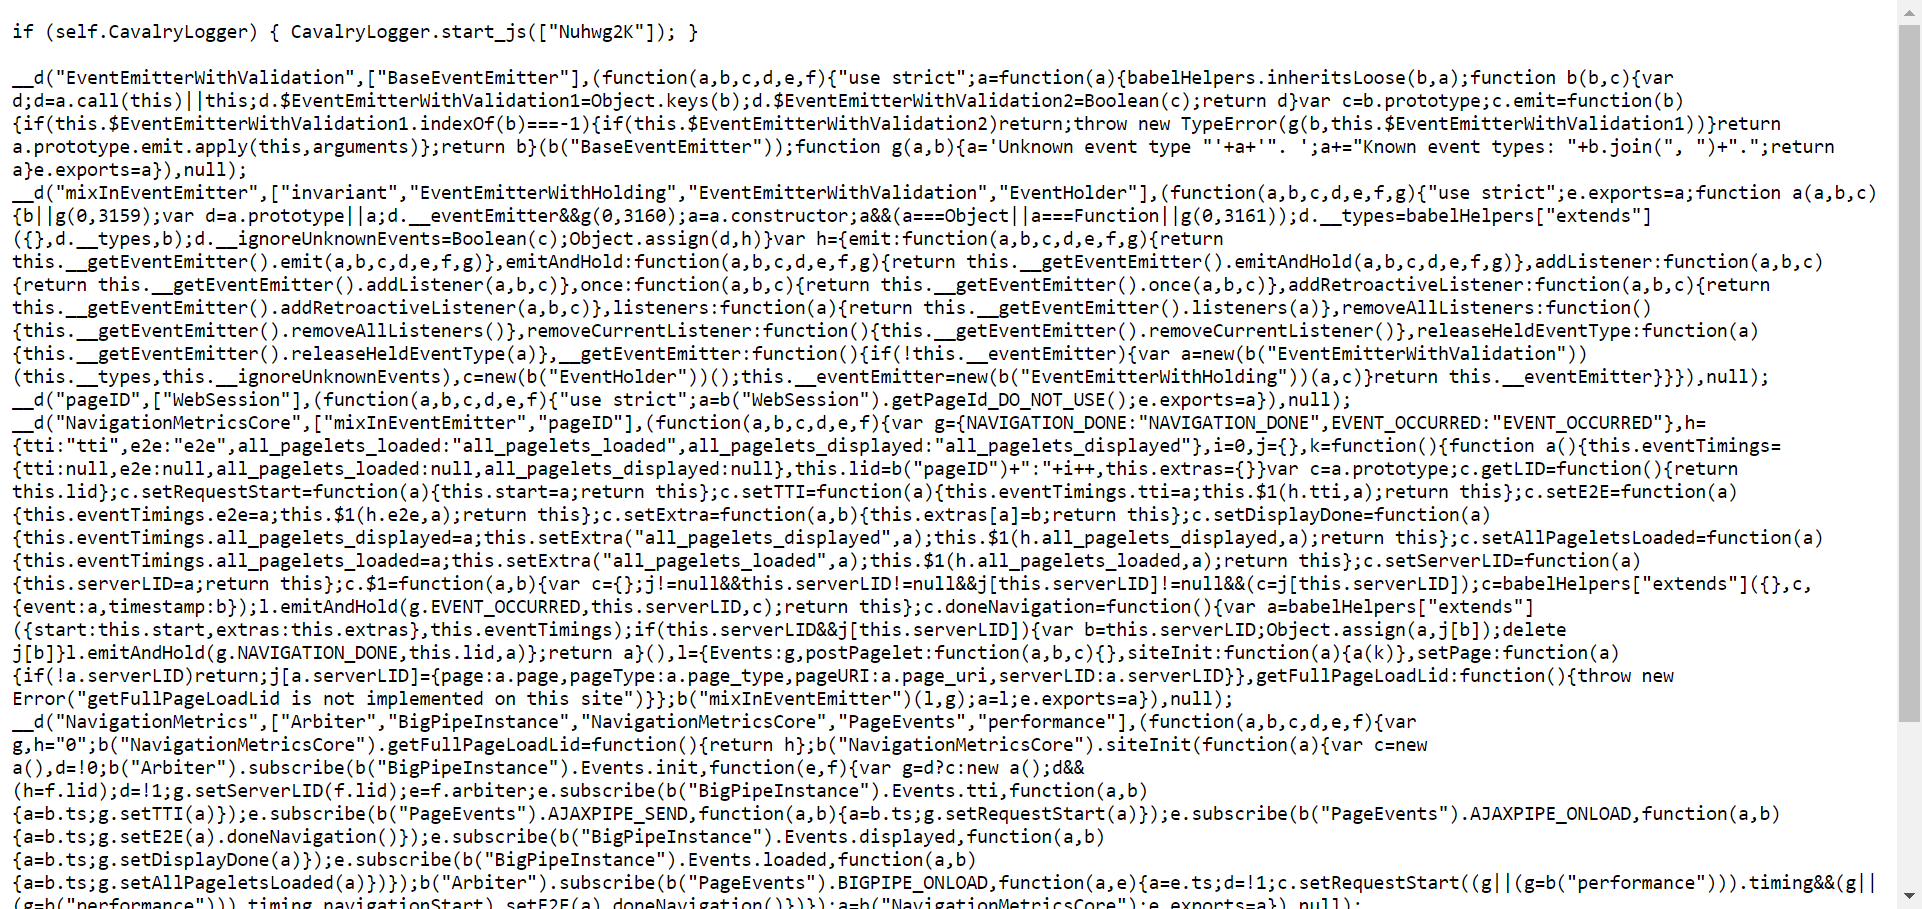 if (self.CavalryLogger) { CavalryLogger.start_js(["Nuhwg2K"]); }
__d("EventEmitterWithValidation",["BaseEventEmitter"],(function(a,b,c,d,e,f){"use strict";a=function(a){babelHelpers.inheritsLoose(b,a);function b(b,c){var
d;d=a.call(this)||this;d.$EventEmitterWithValidation1=Object.keys(b);d.$EventEmitterWithValidation2=Boolean(c);return d}var c=b.prototype;c.emit=function(b)
{if(this.$EventEmitterWithValidation1.indexOf(b)===-1){if(this.$EventEmitterWithValidation2)return;throw new TypeError(g(b,this.$EventEmitterWithValidation1))}return
a.prototype.emit.apply(this,arguments)};return b}(b("BaseEventEmitter"));function g(a,b){a='Unknown event type "'+a+'". ';a+="Known event types: "+b.join(", ")+".";return
a}e.exports=a}),null);
__d("mixInEventEmitter",["invariant","EventEmitterWithHolding","EventEmitterWithValidation","EventHolder"],(function(a,b,c,d,e,f,g){"use strict";e.exports=a;function a(a,b,c)
{b||g(0,3159);var d=a.prototype||a;d.__eventEmitter&&g(0,3160);a=a.constructor;a&&(a===Object||a===Function||g(0,3161));d.__types=babelHelpers["extends"]
({},d.__types,b);d.__ignoreUnknownEvents=Boolean(c);Object.assign(d,h)}var h={emit:function(a,b,c,d,e,f,g){return
this.__getEventEmitter().emit(a,b,c,d,e,f,g)},emitAndHold:function(a,b,c,d,e,f,g){return this.__getEventEmitter().emitAndHold(a,b,c,d,e,f,g)},addListener:function(a,b,c)
{return this.__getEventEmitter().addListener(a,b,c)},once:function(a,b,c){return this.__getEventEmitter().once(a,b,c)},addRetroactiveListener:function(a,b,c){return
this.__getEventEmitter().addRetroactiveListener(a,b,c)},listeners:function(a){return this.__getEventEmitter().listeners(a)},removeAllListeners:function()
{this.__getEventEmitter().removeAllListeners()},removeCurrentListener:function(){this.__getEventEmitter().removeCurrentListener()},releaseHeldEventType:function(a)
{this.__getEventEmitter().releaseHeldEventType(a)},__getEventEmitter:function(){if(!this.__eventEmitter){var a=new(b("EventEmitterWithValidation"))
(this.__types,this.__ignoreUnknownEvents),c=new(b("EventHolder"))();this.__eventEmitter=new(b("EventEmitterWithHolding"))(a,c)}return this.__eventEmitter}}}),null);
__d("pageID",["WebSession"],(function(a,b,c,d,e,f){"use strict";a=b("WebSession").getPageId_DO_NOT_USE();e.exports=a}),null);
__d("NavigationMetricsCore",["mixInEventEmitter","pageID"],(function(a,b,c,d,e,f){var g={NAVIGATION_DONE:"NAVIGATION_DONE",EVENT_OCCURRED:"EVENT_OCCURRED"},h=
{tti:"tti",e2e:"e2e",all_pagelets_loaded:"all_pagelets_loaded",all_pagelets_displayed:"all_pagelets_displayed"},i=0,j={},k=function(){function a(){this.eventTimings=
{tti:null,e2e:null,all_pagelets_loaded:null,all_pagelets_displayed:null},this.lid=b("pageID")+":"+i++,this.extras={}}var c=a.prototype;c.getLID=function(){return
this.lid};c.setRequestStart=function(a){this.start=a;return this};c.setTTI=function(a){this.eventTimings.tti=a;this.$1(h.tti,a);return this};c.setE2E=function(a)
{this.eventTimings.e2e=a;this.$1(h.e2e,a);return this};c.setExtra=function(a,b){this.extras[a]=b;return this};c.setDisplayDone=function(a)
{this.eventTimings.all_pagelets_displayed=a;this.setExtra("all_pagelets_displayed",a);this.$1(h.all_pagelets_displayed,a);return this};c.setAllPageletsLoaded=function(a)
{this.eventTimings.all_pagelets_loaded=a;this.setExtra("all_pagelets_loaded",a);this.$1(h.all_pagelets_loaded,a);return this};c.setServerLID=function(a)
{this.serverLID=a;return this};c.$1=function(a,b){var c={};j!=null&&this.serverLID!=null&&j[this.serverLID]!=null&&(c=j[this.serverLID]);c=babelHelpers["extends"]({},c,
{event:a,timestamp:b});l.emitAndHold(g.EVENT_OCCURRED,this.serverLID,c);return this};c.doneNavigation=function(){var a=babelHelpers["extends"]
({start:this.start,extras:this.extras},this.eventTimings);if(this.serverLID&&j[this.serverLID]){var b=this.serverLID;Object.assign(a,j[b]);delete
j[b]}l.emitAndHold(g.NAVIGATION_DONE,this.lid,a)};return a}(),l={Events:g,postPagelet:function(a,b,c){},siteInit:function(a){a(k)},setPage:function(a)
{if(!a.serverLID)return;j[a.serverLID]={page:a.page,pageType:a.page_type,pageURI:a.page_uri,serverLID:a.serverLID}},getFullPageLoadLid:function(){throw new
Error("getFullPageLoadLid is not implemented on this site")}};b("mixInEventEmitter")(l,g);a=l;e.exports=a}),null);
__d("NavigationMetrics",["Arbiter","BigPipeInstance","NavigationMetricsCore","PageEvents","performance"],(function(a,b,c,d,e,f){var
g,h="0";b("NavigationMetricsCore").getFullPageLoadLid=function(){return h};b("NavigationMetricsCore").siteInit(function(a){var c=new
a(),d=!0;b("Arbiter").subscribe(b("BigPipeInstance").Events.init,function(e,f){var g=d?c:new a();d&&
(h=f.lid);d=!1;g.setServerLID(f.lid);e=f.arbiter;e.subscribe(b("BigPipeInstance").Events.tti,function(a,b)
{a=b.ts;g.setTTI(a)});e.subscribe(b("PageEvents").AJAXPIPE_SEND,function(a,b){a=b.ts;g.setRequestStart(a)});e.subscribe(b("PageEvents").AJAXPIPE_ONLOAD,function(a,b)
{a=b.ts;g.setE2E(a).doneNavigation()});e.subscribe(b("BigPipeInstance").Events.displayed,function(a,b)
{a=b.ts;g.setDisplayDone(a)});e.subscribe(b("BigPipeInstance").Events.loaded,function(a,b)
{a=b.ts;g.setAllPageletsLoaded(a)})});b("Arbiter").subscribe(b("PageEvents").BIGPIPE_ONLOAD,function(a,e){a=e.ts;d=!1;c.setRequestStart((g||(g=b("performance"))).timing&&(g||
(g=b("performance"))).timing.navigationStart).setE2E(a).doneNavigation()})});a=b("NavigationMetricsCore");e.exports=a}),null);